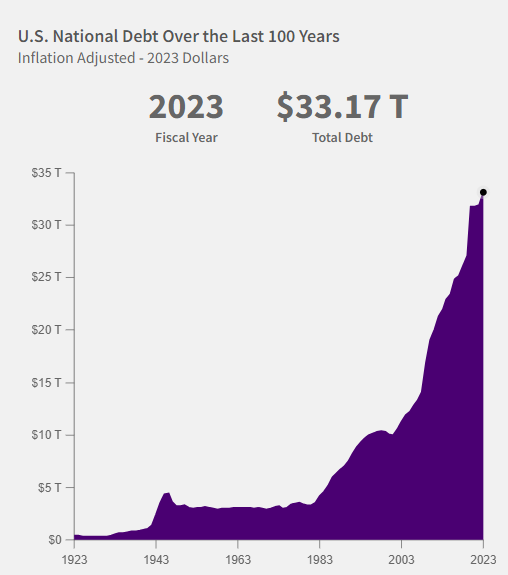 U.S. National Debt Over the Last 100 Years
Inflation Adjusted - 2023 Dollars
2023 $33.17 T
Fiscal Year Total Debt
$35 T
$30 T
$25 T
$20 T
$15 T
$10 T
$5 T
$0
1923 1943 1963 1983 2003 2023